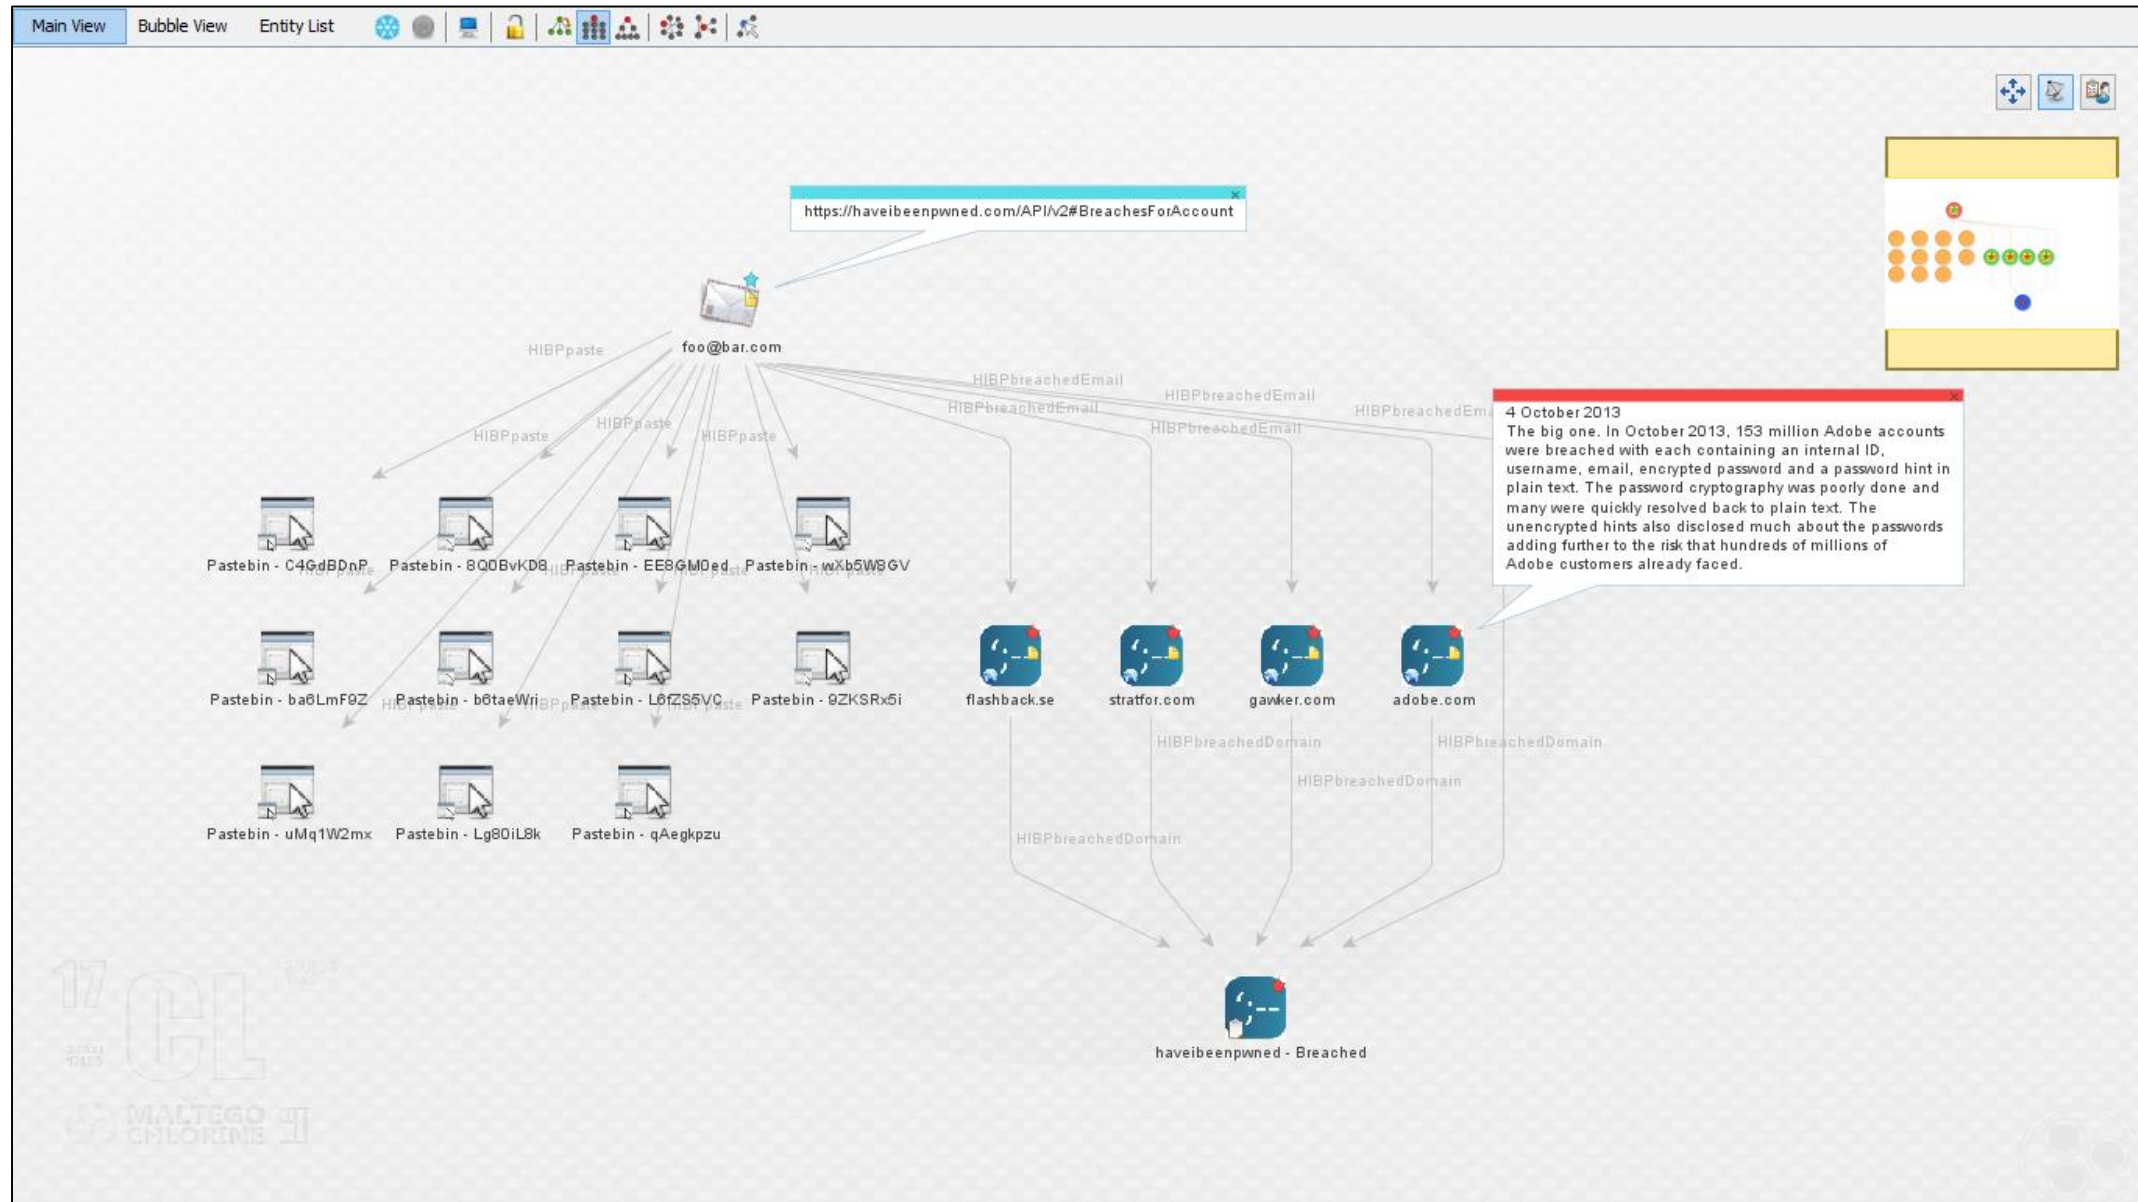 Main View Bubble View Entity List
https://haveibeenpwned.com/API/v2#BreachesForAccount
foo@bar.com
HIBPpaste
HIBPbreachedEmail
HIBPbreachedEmail
HIBPbreachedEmail
HIBPbreachedEma
HIBPpaste
HIBPpaste
HIBPpaste
HIBPbreachedEmail
4 October 2013
The big one. In October 2013, 153 million Adobe accounts
were breached with each containing an internal ID,
username, email, encrypted password and a password hint in
plain text. The password cryptography was poorly done and
many were quickly resolved back to plain text. The
unencrypted hints also disclosed much about the passwords
adding further to the risk that hundreds of millions of
Adobe customers already faced.
Pastebin - C4GdBDnP
Pastebin - 8Q0BvKD8
Pastebin - EE8GM0ed
Pastebin - wXb5W8GV
Pastebin - ba6LmF9Z
Pastebin - b6taeWri
Pastebin - L6fZS5VC
Pastebin - 9ZKSRx5i
flashback.se
stratfor.com
gawker.com
adobe.com
HIBPbreachedDomain
HIBPbreachedDomain
HIBPbreachedDomain
HIBPbreachedDomain
Pastebin - uMq1W2mx
Pastebin - Lg80iL8k
Pastebin - qAegkpzu
haveibeenpwned - Breached
17
CL
MALTEGO
CHLORINE